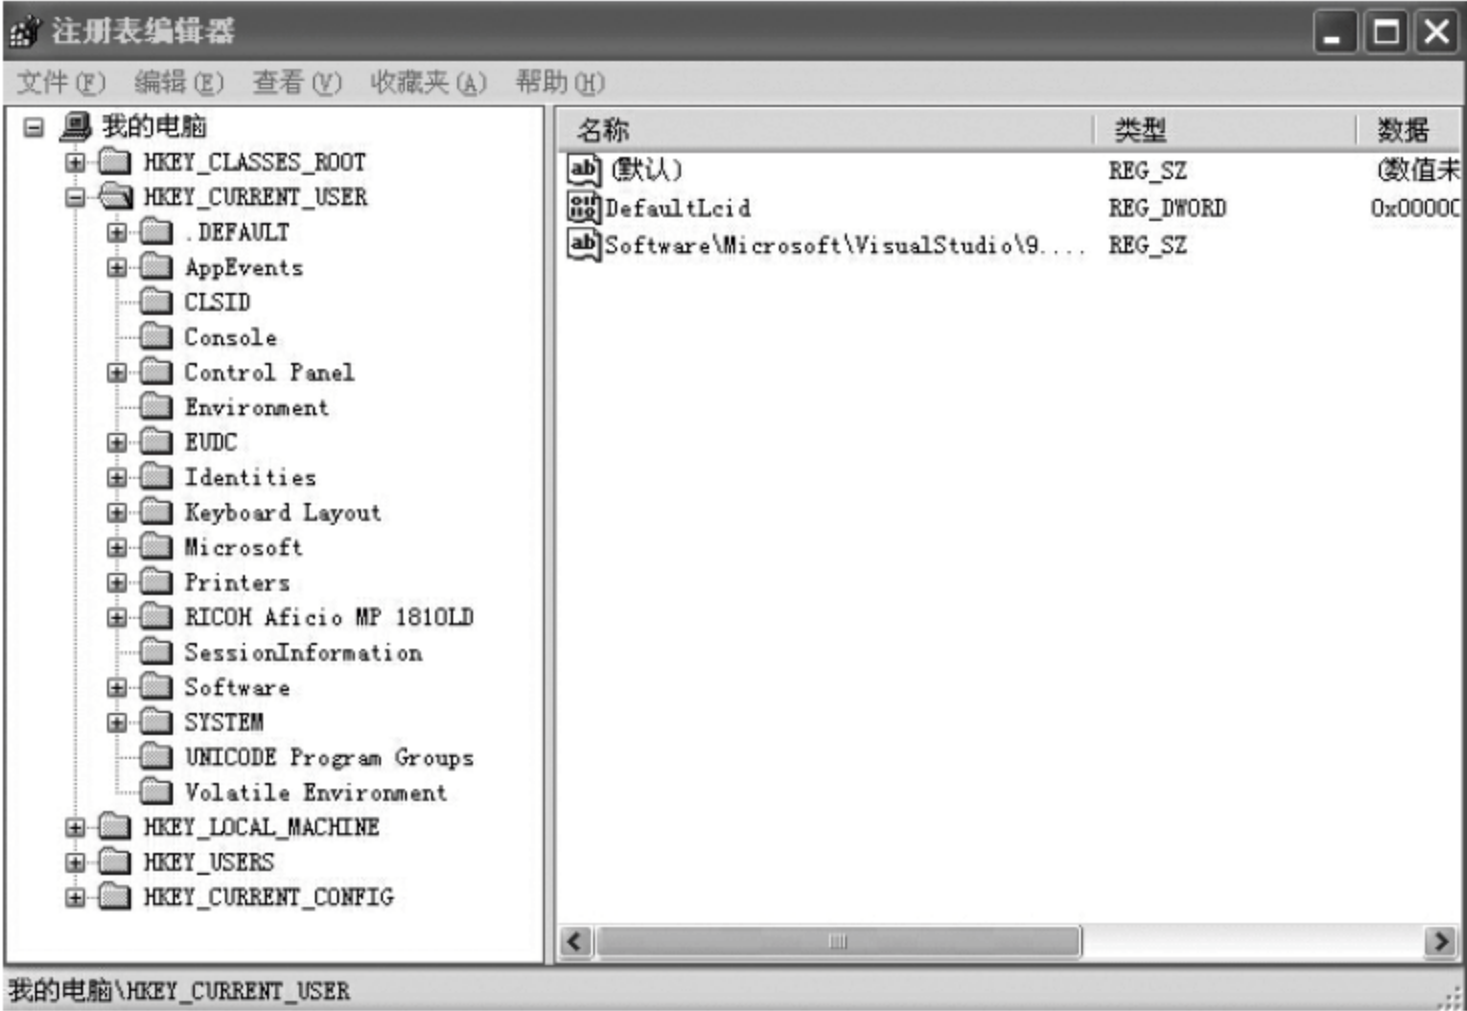 注册表编辑器
文件(F) 编辑(E) 查看(V) 收藏夹(A) 帮助(H)
我的电脑
HKEY_CLASSES_ROOT
HKEY_CURRENT_USER
.DEFAULT
AppEvents
CLSID
Console
Control Panel
Environment
EUDC
Identities
Keyboard Layout
Microsoft
Printers
RICOH Aficio MP 1810LD
SessionInformation
Software
SYSTEM
UNICODE Program Groups
Volatile Environment
HKEY_LOCAL_MACHINE
HKEY_USERS
HKEY_CURRENT_CONFIG
名称 类型 数据
(默认) REG_SZ (数值未
DefaultLcid REG_DWORD 0x0000
Software\Microsoft\VisualStudio\9.... REG_SZ
我的电脑\HKEY_CURRENT_USER